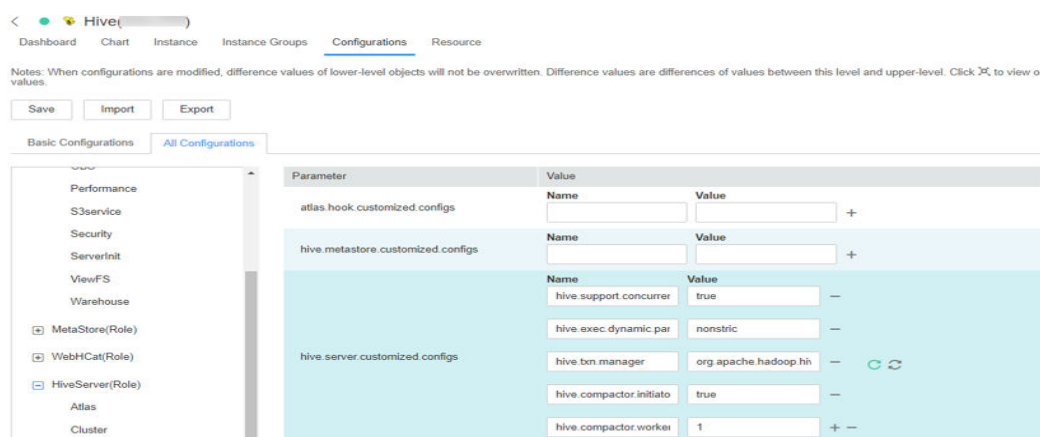 Hive( )
Dashboard Chart Instance Instance Groups Configurations Resource
Notes: When configurations are modified, difference values of lower-level objects will not be overwritten. Difference values are differences of values between this level and upper-level. Click to view o
values.
Save Import Export
Basic Configurations All Configurations
Parameter Value
Performance
S3service
Security
ServerInit
ViewFS
Warehouse
MetaStore(Role)
WebHCat(Role)
HiveServer(Role)
Atlas
Cluster
Name Value
atlas.hook.customized.configs
+
Name Value
hive.metastore.customized.configs
+
Name Value
hive.support.concurrer true −
hive.exec.dynamic.par nonstric −
hive.server.customized.configs
hive.txn.manager org.apache.hadoop.hiv −
hive.compactor.initiato true −
hive.compactor.worker 1 + −